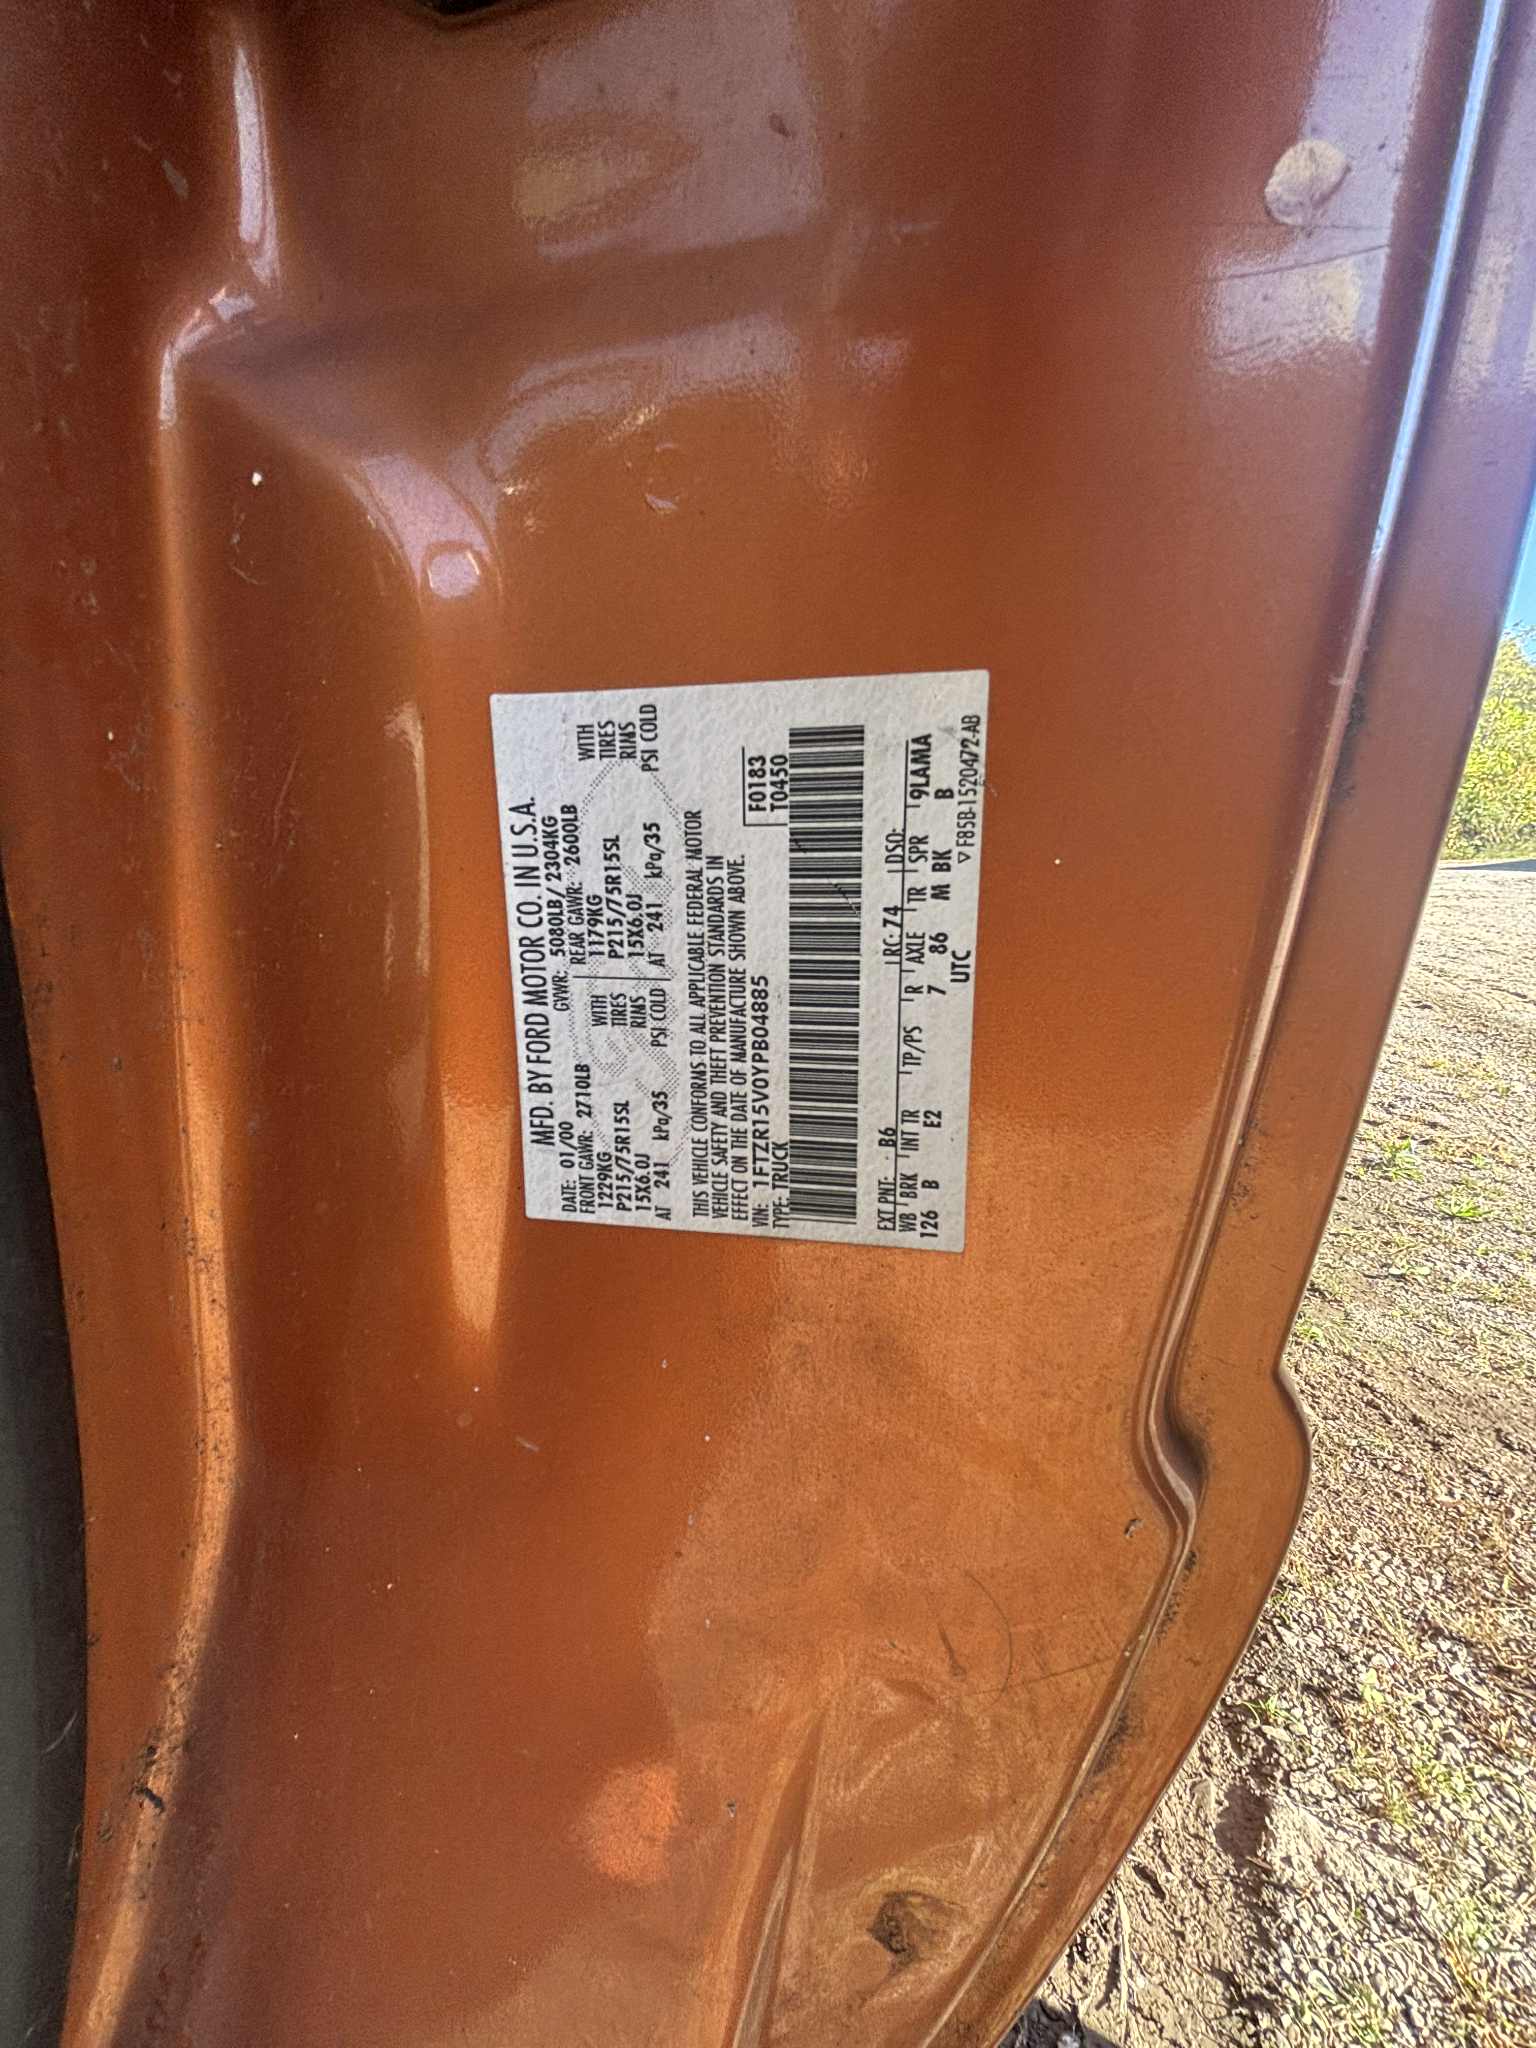 MFD. BY FORD MOTOR CO. IN U.S.A.
DATE: 01/00 GVWR: 5080LB/ 2304KG
FRONT GAWR: 2710LB REAR GAWR: 2600LB
1229KG WITH 1179KG WITH
P215/75R15SL TIRES P215/75R15SL TIRES
15X6.0J RIMS 15X6.0J RIMS
AT 241 kPa/35 PSI COLD AT 241 kPa/35 PSI COLD
THIS VEHICLE CONFORMS TO ALL APPLICABLE FEDERAL MOTOR
VEHICLE SAFETY AND THEFT PREVENTION STANDARDS IN
EFFECT ON THE DATE OF MANUFACTURE SHOWN ABOVE.
VIN: 1FTZR15V0YPB04885 F0183
TYPE: TRUCK T0450
EXT PNT: B6 RC: 74 DSO:
WB BRK INT TR TP/PS R AXLE TR SPR 9LAMA
126 B E2 7 86 M BK B
UTC ▽F85B-1520472-AB